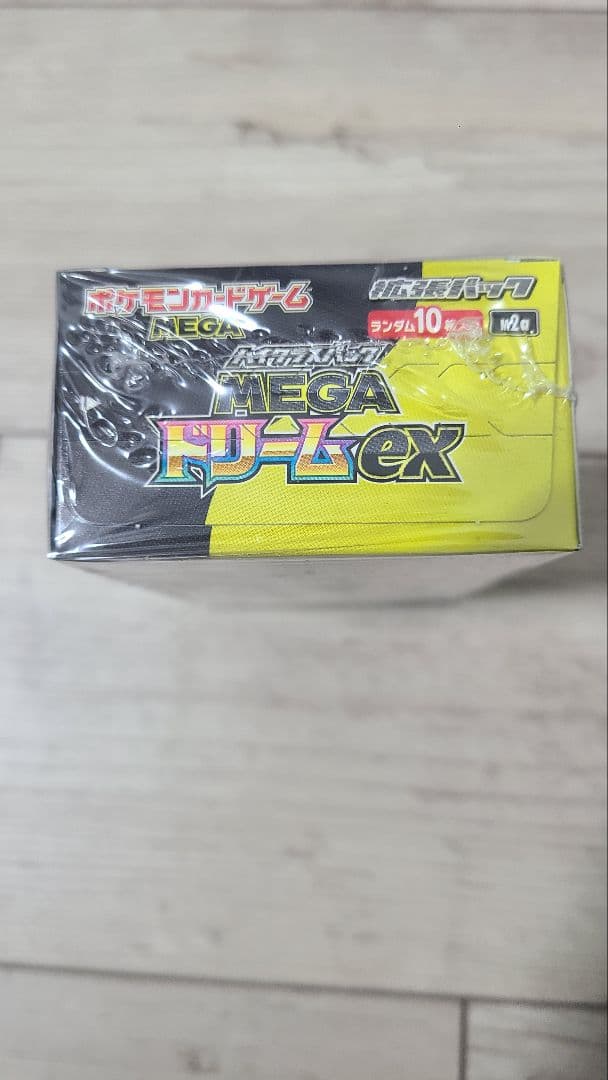 ポケモンカードゲーム
MEGA
拡張パック
ランダム10枚入り
M2a
ハイクラスパック
MEGA
ドリームex